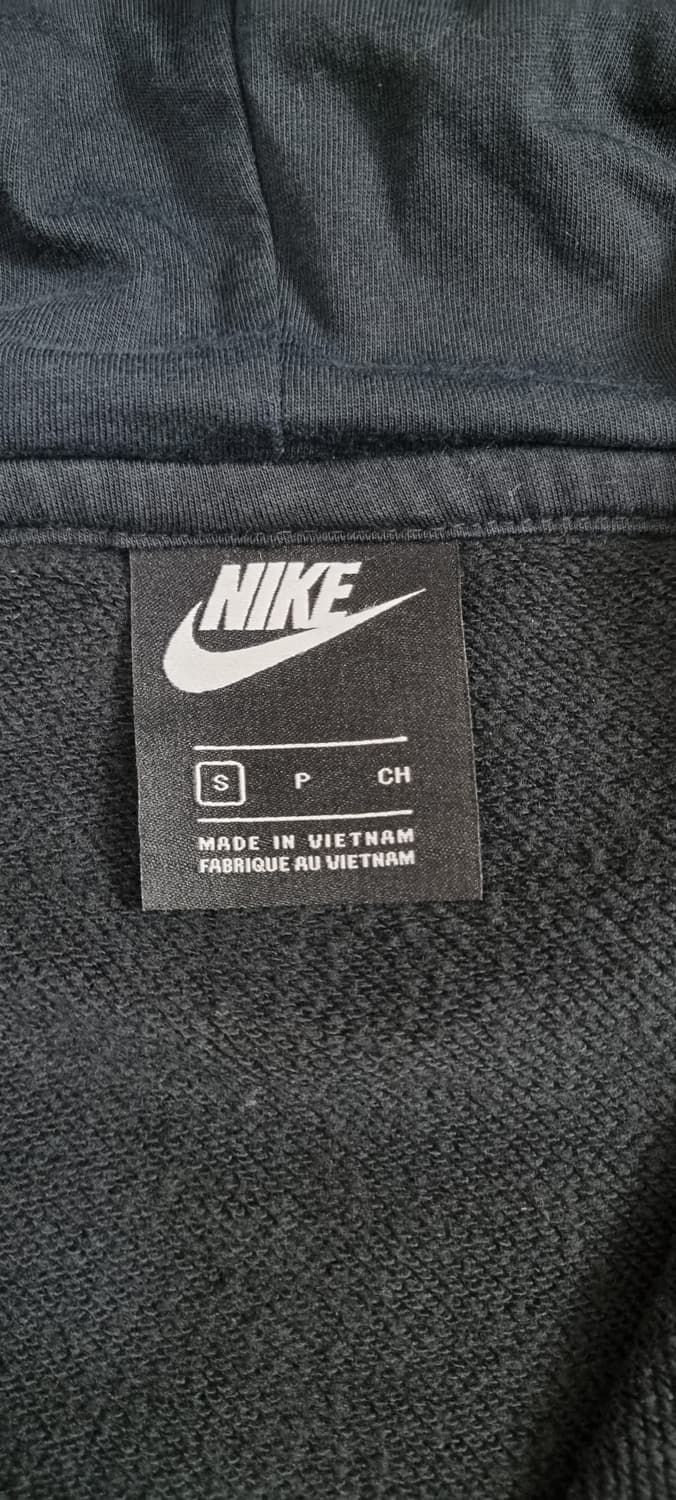 NIKE
S P CH
MADE IN VIETNAM
FABRIQUE AU VIETNAM